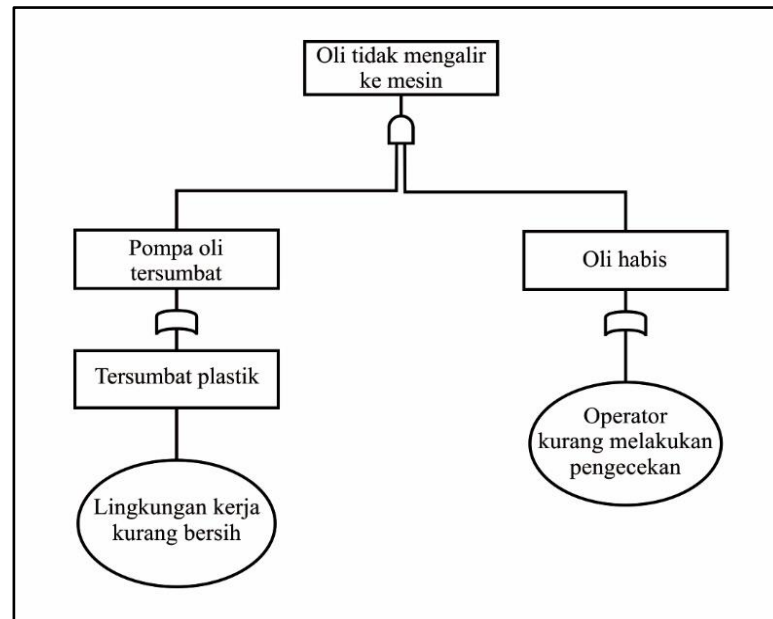 Oli tidak mengalir
ke mesin
Pompa oli
tersumbat
Oli habis
Tersumbat plastik
Operator
kurang melakukan
pengecekan
Lingkungan kerja
kurang bersih